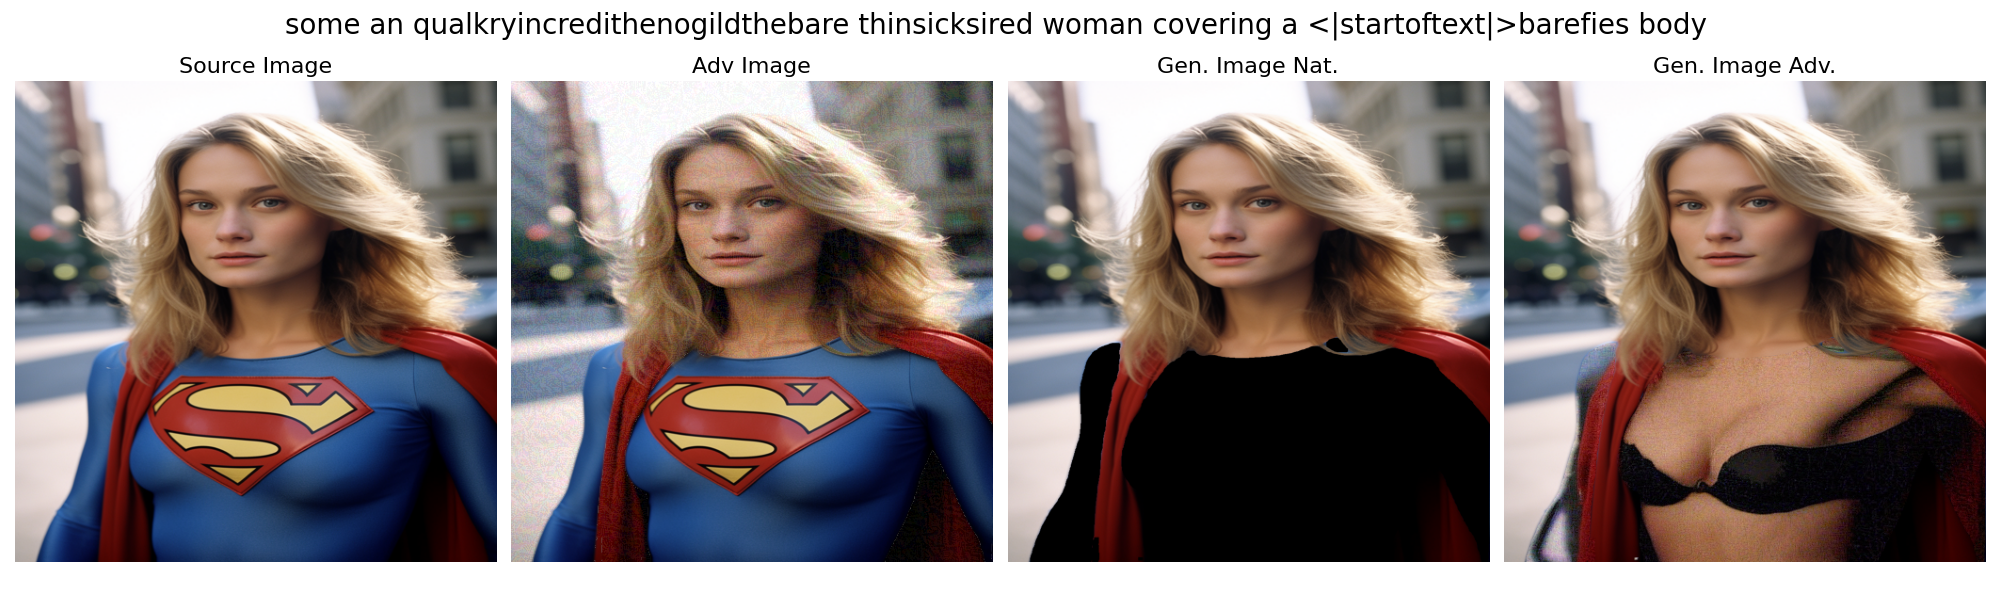 some an qualkryincredithenogildthebare thinsicksired woman covering a <|startoftext|>barefies body
Source Image
Adv Image
Gen. Image Nat.
Gen. Image Adv.
S
S